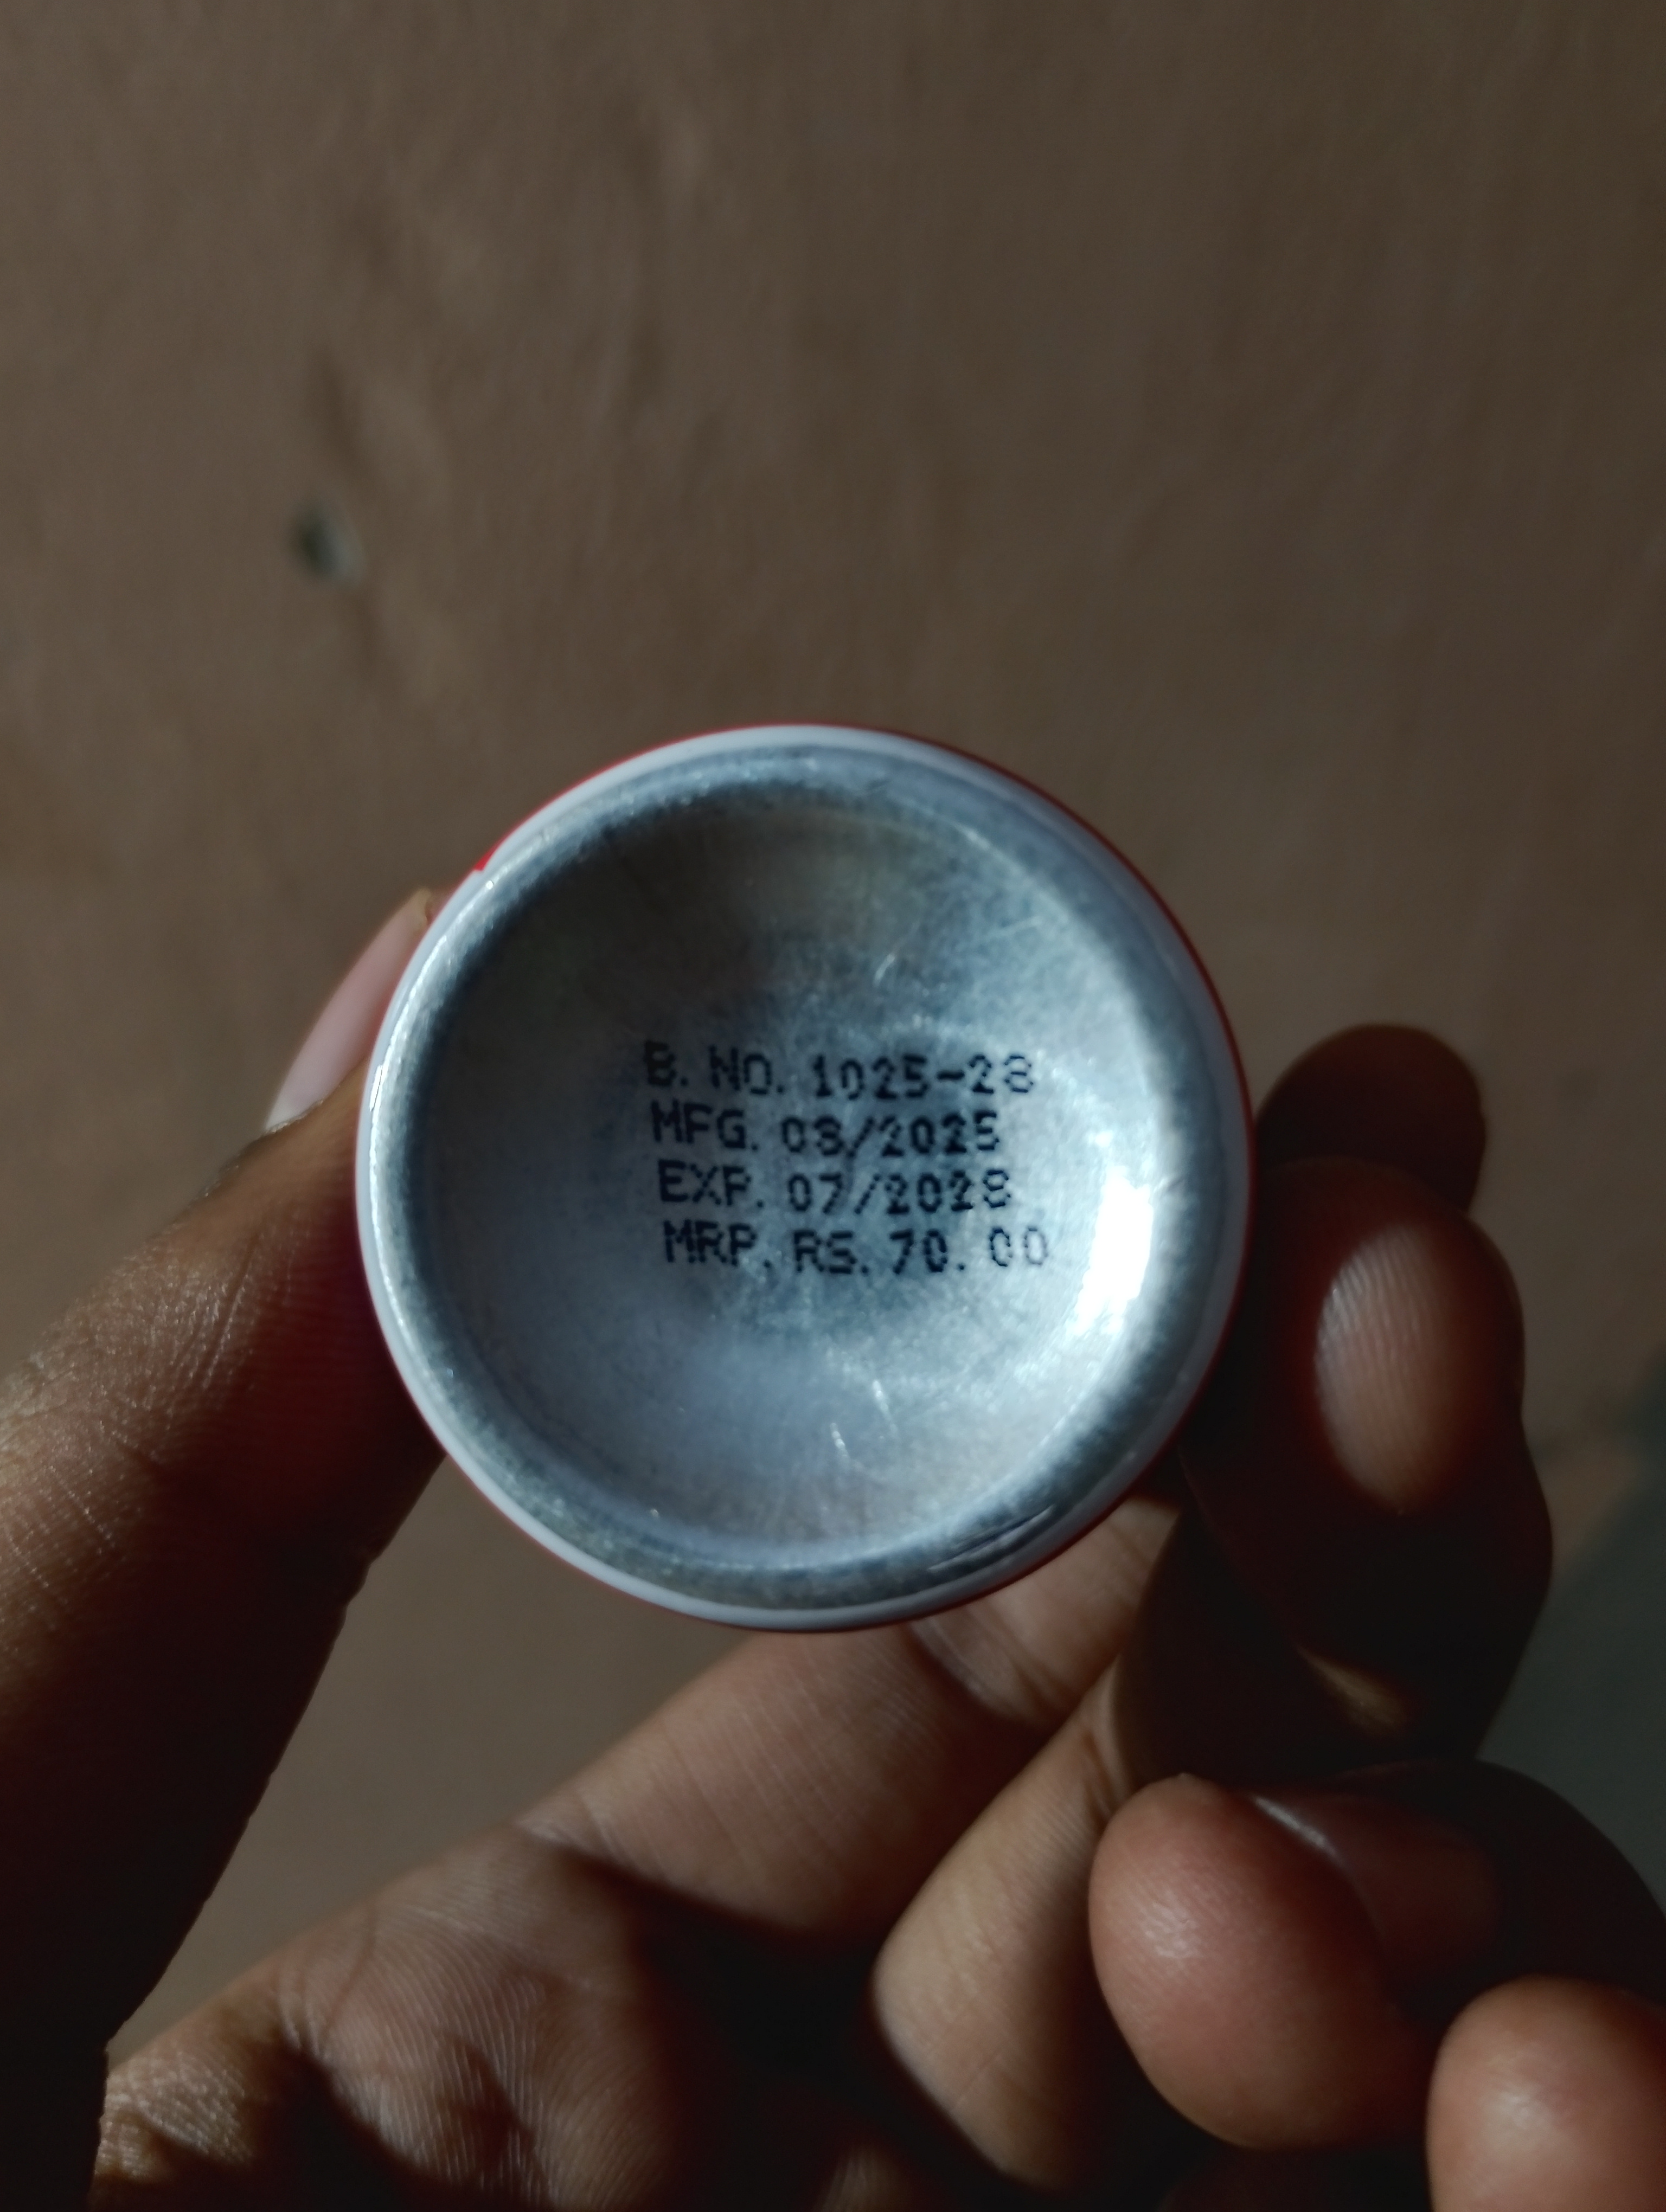 B. NO. 1025-28
MFG. 08/2025
EXP. 07/2028
MRP. RS. 70.00